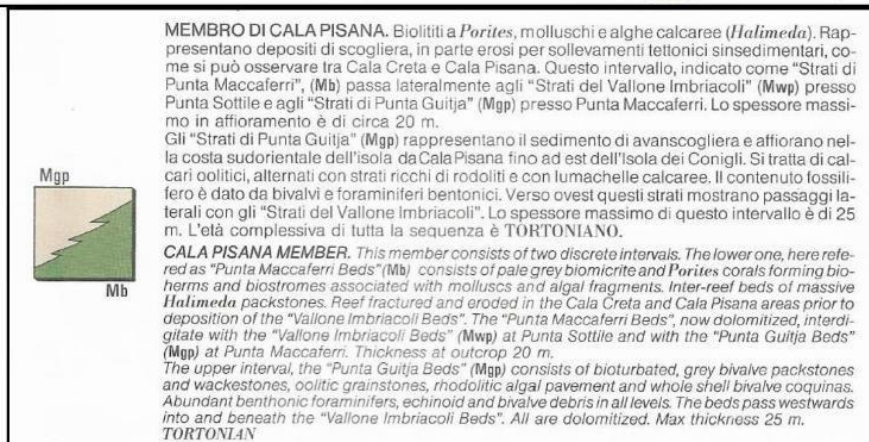 MEMBRO DI CALA PISANA. Biolititi a Porites, molluschi e alghe calcaree (Halimeda). Rap-
presentano depositi di scogliera, in parte erosi per sollevamenti tettonici sinsedimentari, co-
me si può osservare tra Cala Creta e Cala Pisana. Questo intervallo, indicato come "Strati di
Punta Maccaferri", (Mb) passa lateralmente agli "Strati del Vallone Imbriacoli" (Mwp) presso
Punta Sottile e agli "Strati di Punta Guitja" (Mgp) presso Punta Maccaferri. Lo spessore massi-
mo in affioramento è di circa 20 m.
Gli "Strati di Punta Guitja" (Mgp) rappresentano il sedimento di avanscogliera e affiorano nel-
la costa sudorientale dell'isola da Cala Pisana fino ad est dell'Isola dei Conigli. Si tratta di cal-
cari oolitici, alternati con strati ricchi di rodoliti e con lumachelle calcaree. Il contenuto fossili-
fero è dato da bivalvi e foraminiferi bentonici. Verso ovest questi strati mostrano passaggi la-
terali con gli "Strati del Vallone Imbriacoli". Lo spessore massimo di questo intervallo è di 25
m. L'età complessiva di tutta la sequenza è TORTONIANO.
CALA PISANA MEMBER. This member consists of two discrete intervals. The lower one, here refe-
red as "Punta Maccaferri Beds" (Mb) consists of pale grey biomicrite and Porites corals forming bio-
herms and biostromes associated with molluscs and algal fragments. Inter-reef beds of massive
Halimeda packstones. Reef fractured and eroded in the Cala Creta and Cala Pisana areas prior to
deposition of the "Vallone Imbriacoli Beds". The "Punta Maccaferri Beds", now dolomitized, interdi-
gitate with the "Vallone Imbriacoli Beds" (Mwp) at Punta Sottile and with the "Punta Guitja Beds"
(Mgp) at Punta Maccaferri. Thickness at outcrop 20 m.
The upper interval, the "Punta Guitja Beds" (Mgp) consists of bioturbated, grey bivalve packstones
and wackestones, oolitic grainstones, rhodolitic algal pavement and whole shell bivalve coquinas.
Abundant benthonic foraminifers, echinoid and bivalve debris in all levels. The beds pass westwards
into and beneath the "Vallone Imbriacoli Beds". All are dolomitized. Max thickness 25 m.
TORTONIAN
Mgp
Mb